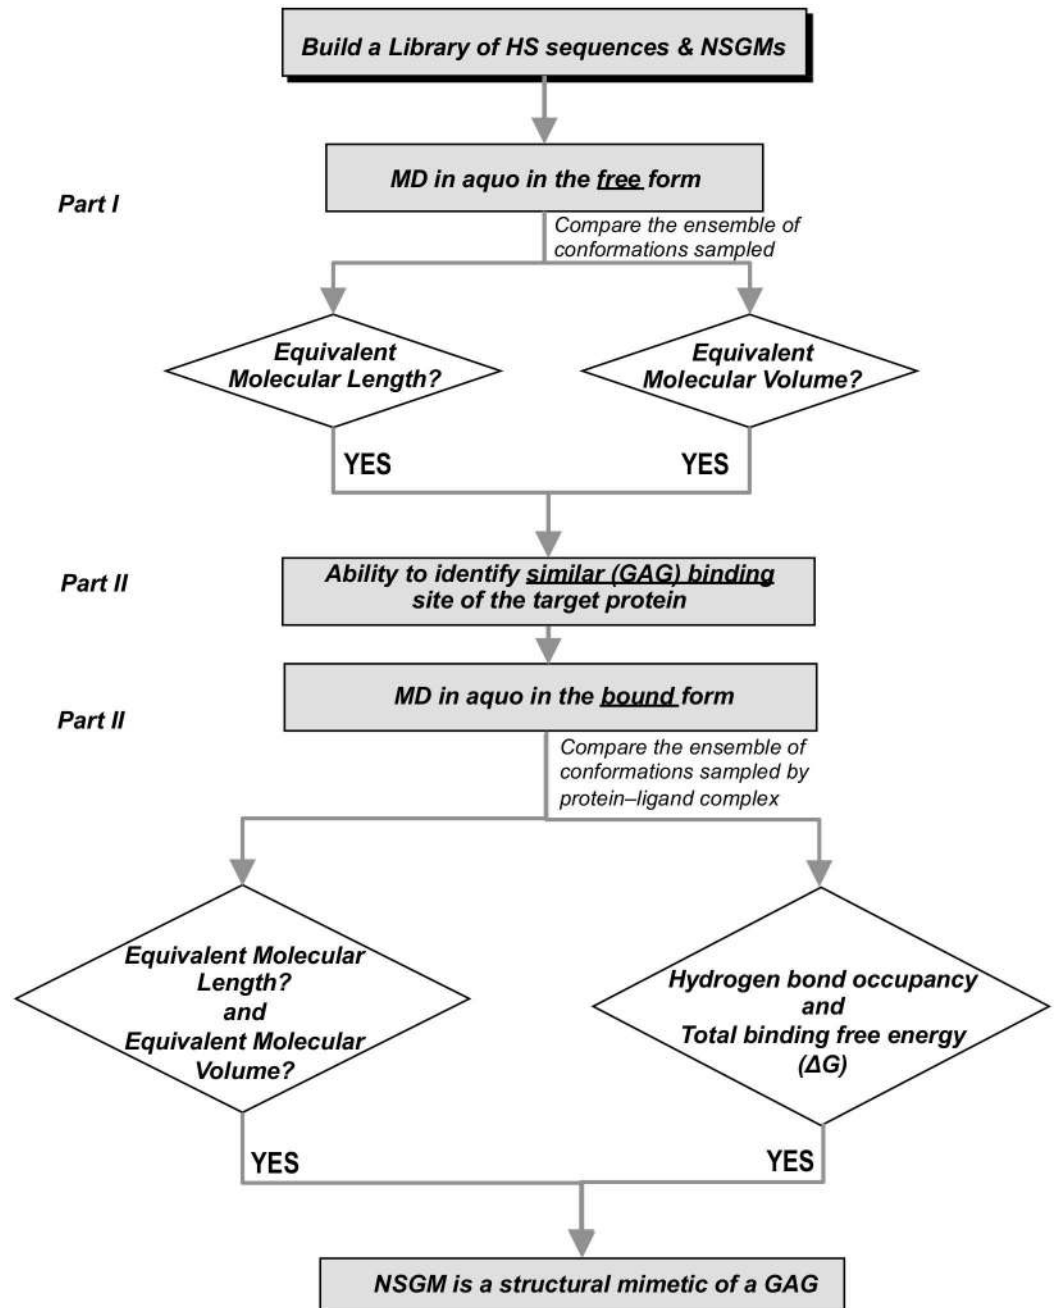 Build a Library of HS sequences & NSGMs
MD in aquo in the free form
Part I
Compare the ensemble of
conformations sampled
Equivalent
Molecular Length?
Equivalent
Molecular Volume?
YES
YES
Part II
Ability to identify similar (GAG) binding
site of the target protein
MD in aquo in the bound form
Part II
Compare the ensemble of
conformations sampled by
protein–ligand complex
Equivalent Molecular
Length?
and
Equivalent Molecular
Volume?
Hydrogen bond occupancy
and
Total binding free energy
(ΔG)
YES
YES
NSGM is a structural mimetic of a GAG